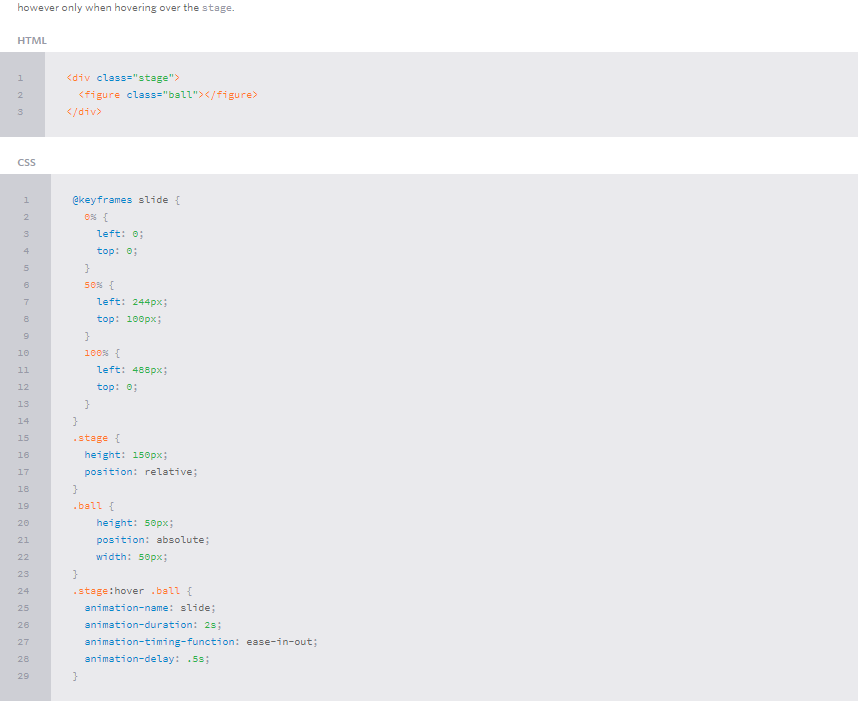 however only when hovering over the stage.
HTML
1 <div class="stage">
2   <figure class="ball"></figure>
3 </div>
CSS
1 @keyframes slide {
2   0% {
3     left: 0;
4     top: 0;
5   }
6   50% {
7     left: 244px;
8     top: 100px;
9   }
10   100% {
11     left: 488px;
12     top: 0;
13   }
14 }
15 .stage {
16   height: 150px;
17   position: relative;
18 }
19 .ball {
20     height: 50px;
21     position: absolute;
22     width: 50px;
23 }
24 .stage:hover .ball {
25   animation-name: slide;
26   animation-duration: 2s;
27   animation-timing-function: ease-in-out;
28   animation-delay: .5s;
29 }